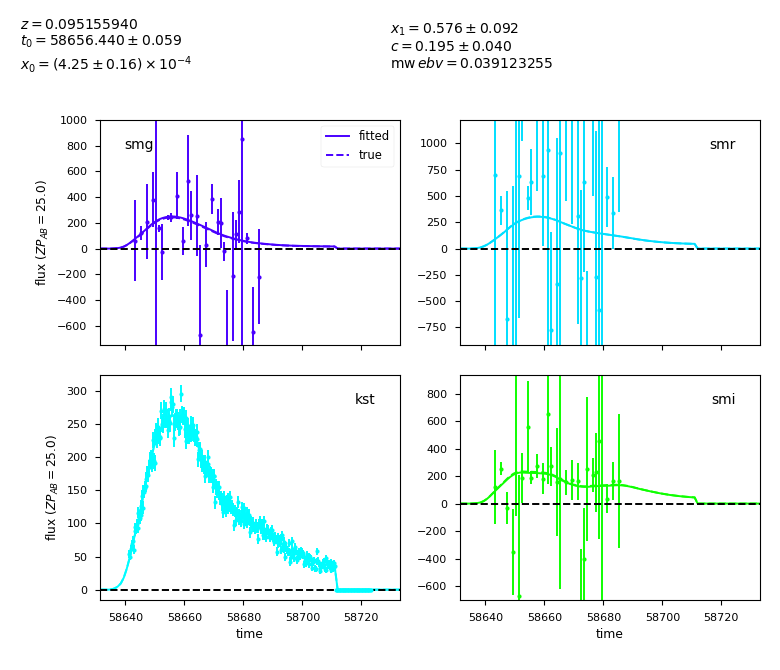 z = 0.095155940
t₀ = 58656.440 ± 0.059
x₀ = (4.25 ± 0.16) × 10⁻⁴
x₁ = 0.576 ± 0.092
c = 0.195 ± 0.040
mw ebv = 0.039123255
smg
fitted
true
1000
800
600
400
200
0
−200
−400
−600
flux (ZP_AB = 25.0)
smr
1000
750
500
250
0
−250
−500
−750
kst
300
250
200
150
100
50
0
flux (ZP_AB = 25.0)
58640 58660 58680 58700 58720
time
smi
800
600
400
200
0
−200
−400
−600
58640 58660 58680 58700 58720
time